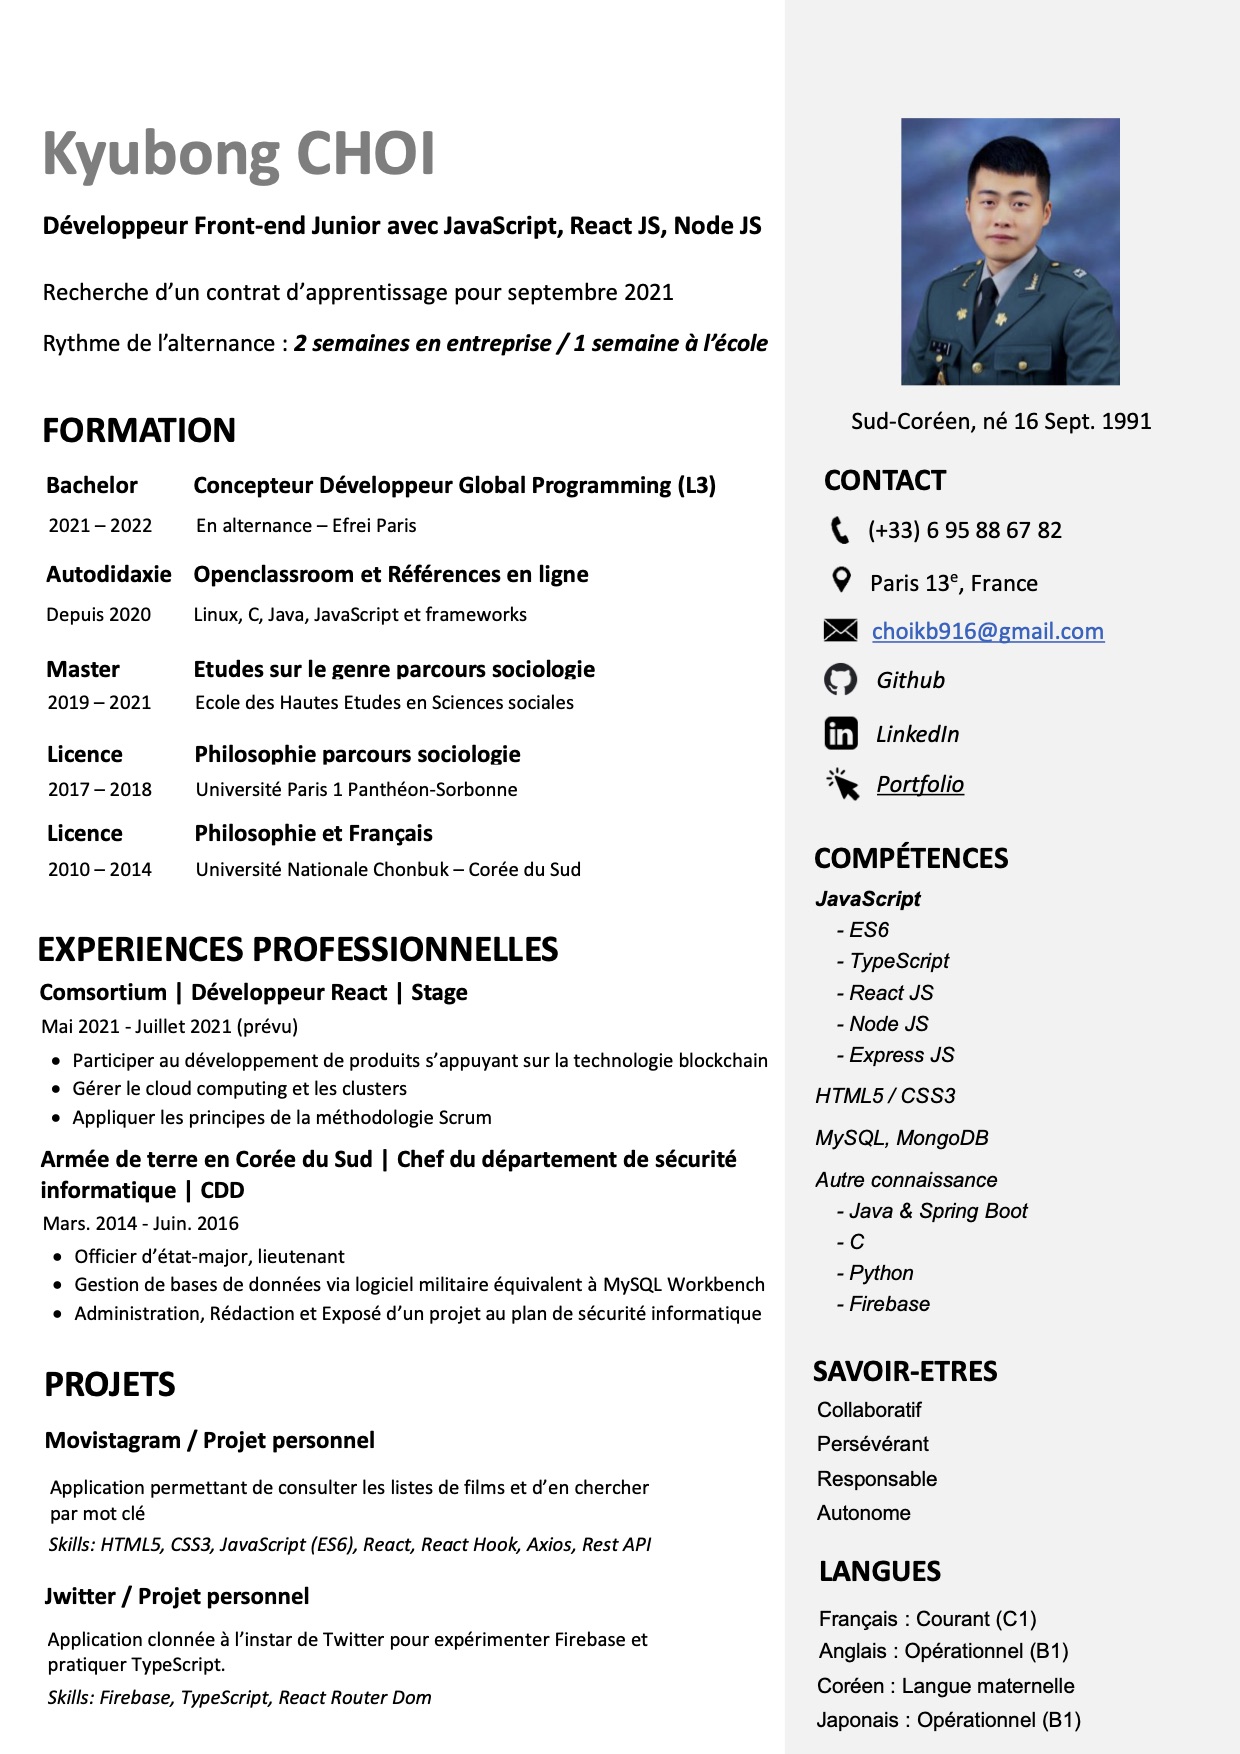 Kyubong CHOI
Développeur Front-end Junior avec JavaScript, React JS, Node JS
Recherche d’un contrat d’apprentissage pour septembre 2021
Rythme de l’alternance : 2 semaines en entreprise / 1 semaine à l’école
FORMATION
Bachelor Concepteur Développeur Global Programming (L3)
2021 – 2022 En alternance – Efrei Paris
Autodidaxie Openclassroom et Références en ligne
Depuis 2020 Linux, C, Java, JavaScript et frameworks
Master Etudes sur le genre parcours sociologie
2019 – 2021 Ecole des Hautes Etudes en Sciences sociales
Licence Philosophie parcours sociologie
2017 – 2018 Université Paris 1 Panthéon-Sorbonne
Licence Philosophie et Français
2010 – 2014 Université Nationale Chonbuk – Corée du Sud
EXPERIENCES PROFESSIONNELLES
Comsortium | Développeur React | Stage
Mai 2021 - Juillet 2021 (prévu)
• Participer au développement de produits s’appuyant sur la technologie blockchain
• Gérer le cloud computing et les clusters
• Appliquer les principes de la méthodologie Scrum
Armée de terre en Corée du Sud | Chef du département de sécurité
informatique | CDD
Mars. 2014 - Juin. 2016
• Officier d’état-major, lieutenant
• Gestion de bases de données via logiciel militaire équivalent à MySQL Workbench
• Administration, Rédaction et Exposé d’un projet au plan de sécurité informatique
PROJETS
Movistagram / Projet personnel
Application permettant de consulter les listes de films et d’en chercher
par mot clé
Skills: HTML5, CSS3, JavaScript (ES6), React, React Hook, Axios, Rest API
Jwitter / Projet personnel
Application clonnée à l’instar de Twitter pour expérimenter Firebase et
pratiquer TypeScript.
Skills: Firebase, TypeScript, React Router Dom
Sud-Coréen, né 16 Sept. 1991
CONTACT
(+33) 6 95 88 67 82
Paris 13e, France
choikb916@gmail.com
Github
in LinkedIn
Portfolio
COMPÉTENCES
JavaScript
- ES6
- TypeScript
- React JS
- Node JS
- Express JS
HTML5 / CSS3
MySQL, MongoDB
Autre connaissance
- Java & Spring Boot
- C
- Python
- Firebase
SAVOIR-ETRES
Collaboratif
Persévérant
Responsable
Autonome
LANGUES
Français : Courant (C1)
Anglais : Opérationnel (B1)
Coréen : Langue maternelle
Japonais : Opérationnel (B1)